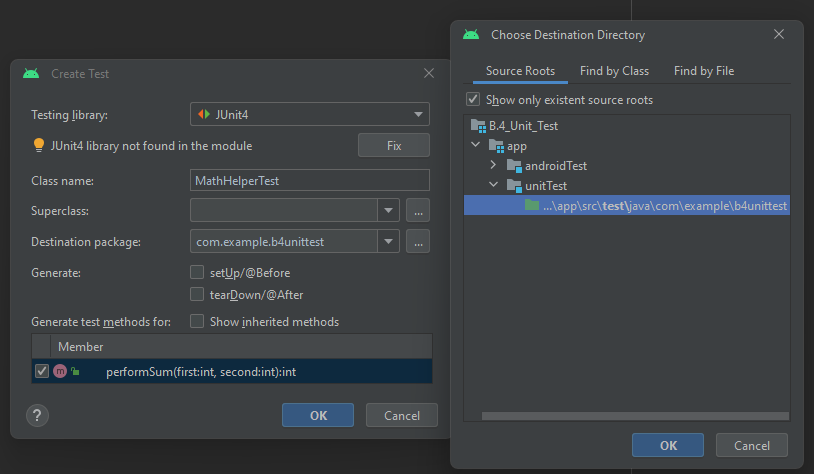 Create Test
Testing library:
JUnit4
JUnit4 library not found in the module
Fix
Class name:
MathHelperTest
Superclass:
...
Destination package:
com.example.b4unittest
...
Generate:
setUp/@Before
tearDown/@After
Generate test methods for:
Show inherited methods
Member
m
performSum(first:int, second:int):int
?
OK
Cancel
Choose Destination Directory
Source Roots
Find by Class
Find by File
Show only existent source roots
B.4_Unit_Test
app
androidTest
unitTest
...\app\src\test\java\com\example\b4unittest
OK
Cancel